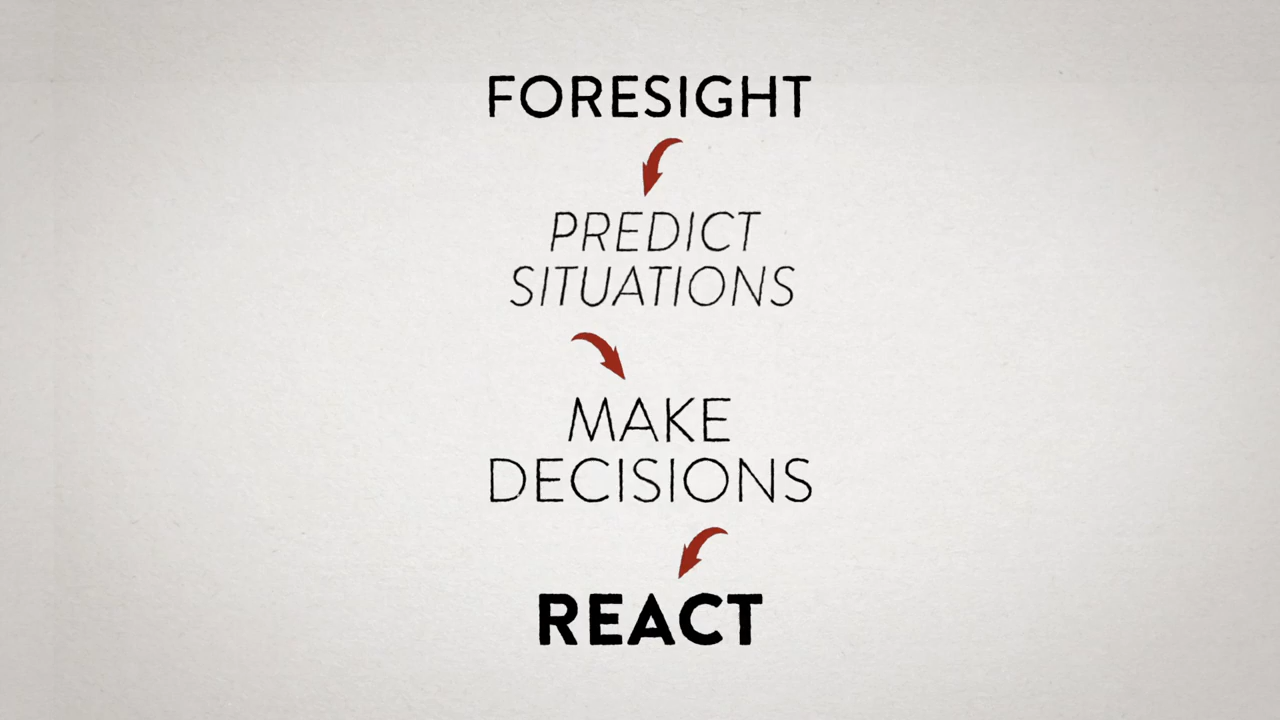 FORESIGHT
PREDICT
SITUATIONS
MAKE
DECISIONS
REACT